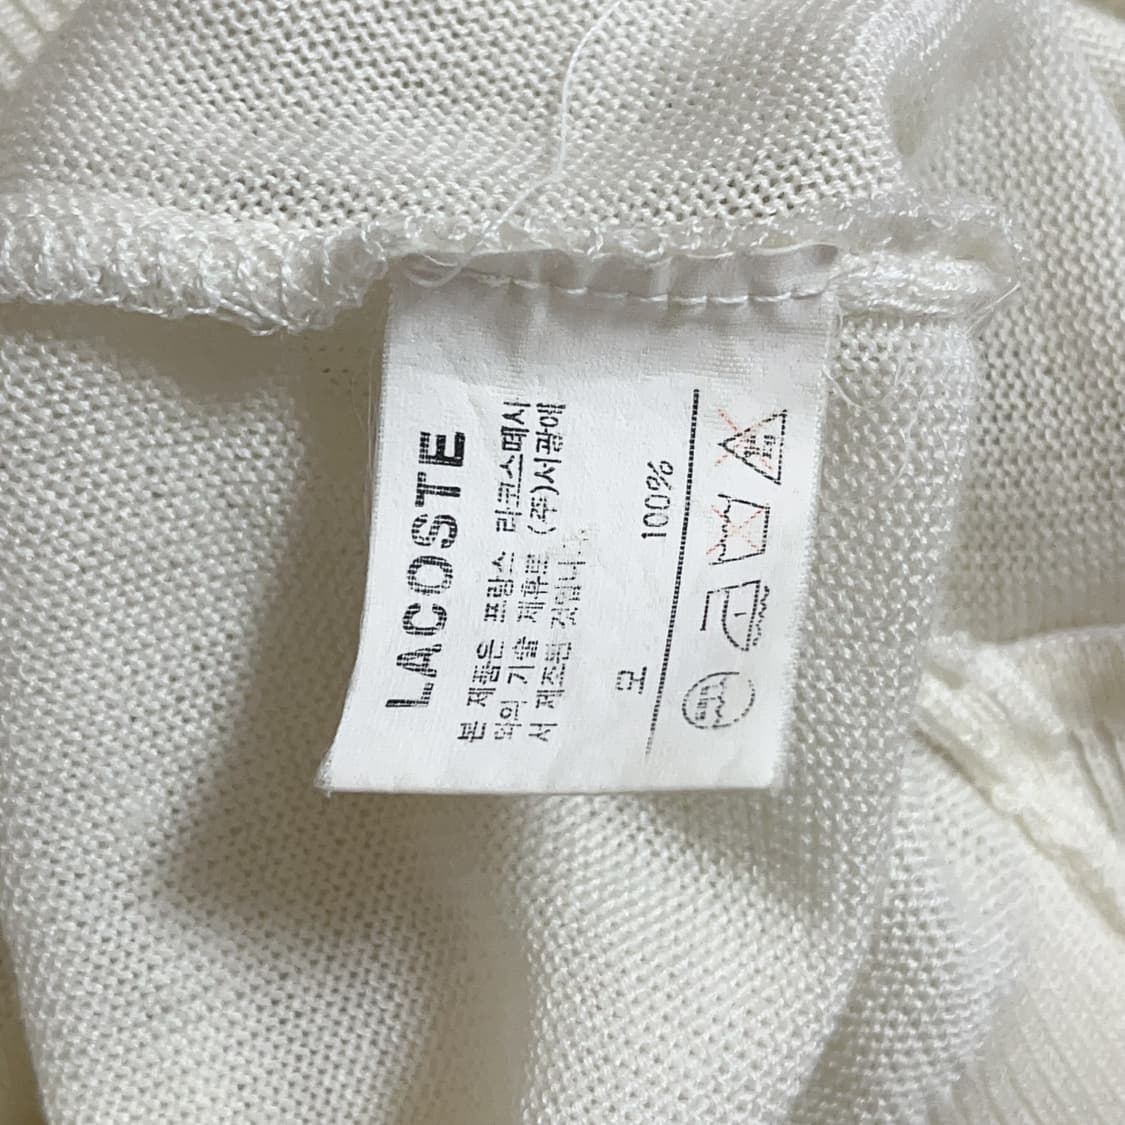 LACOSTE
본 제품은 프랑스 라코스떼사
와의 기술 제휴로 (주)서광에
서 제조된 것입니
모 100%